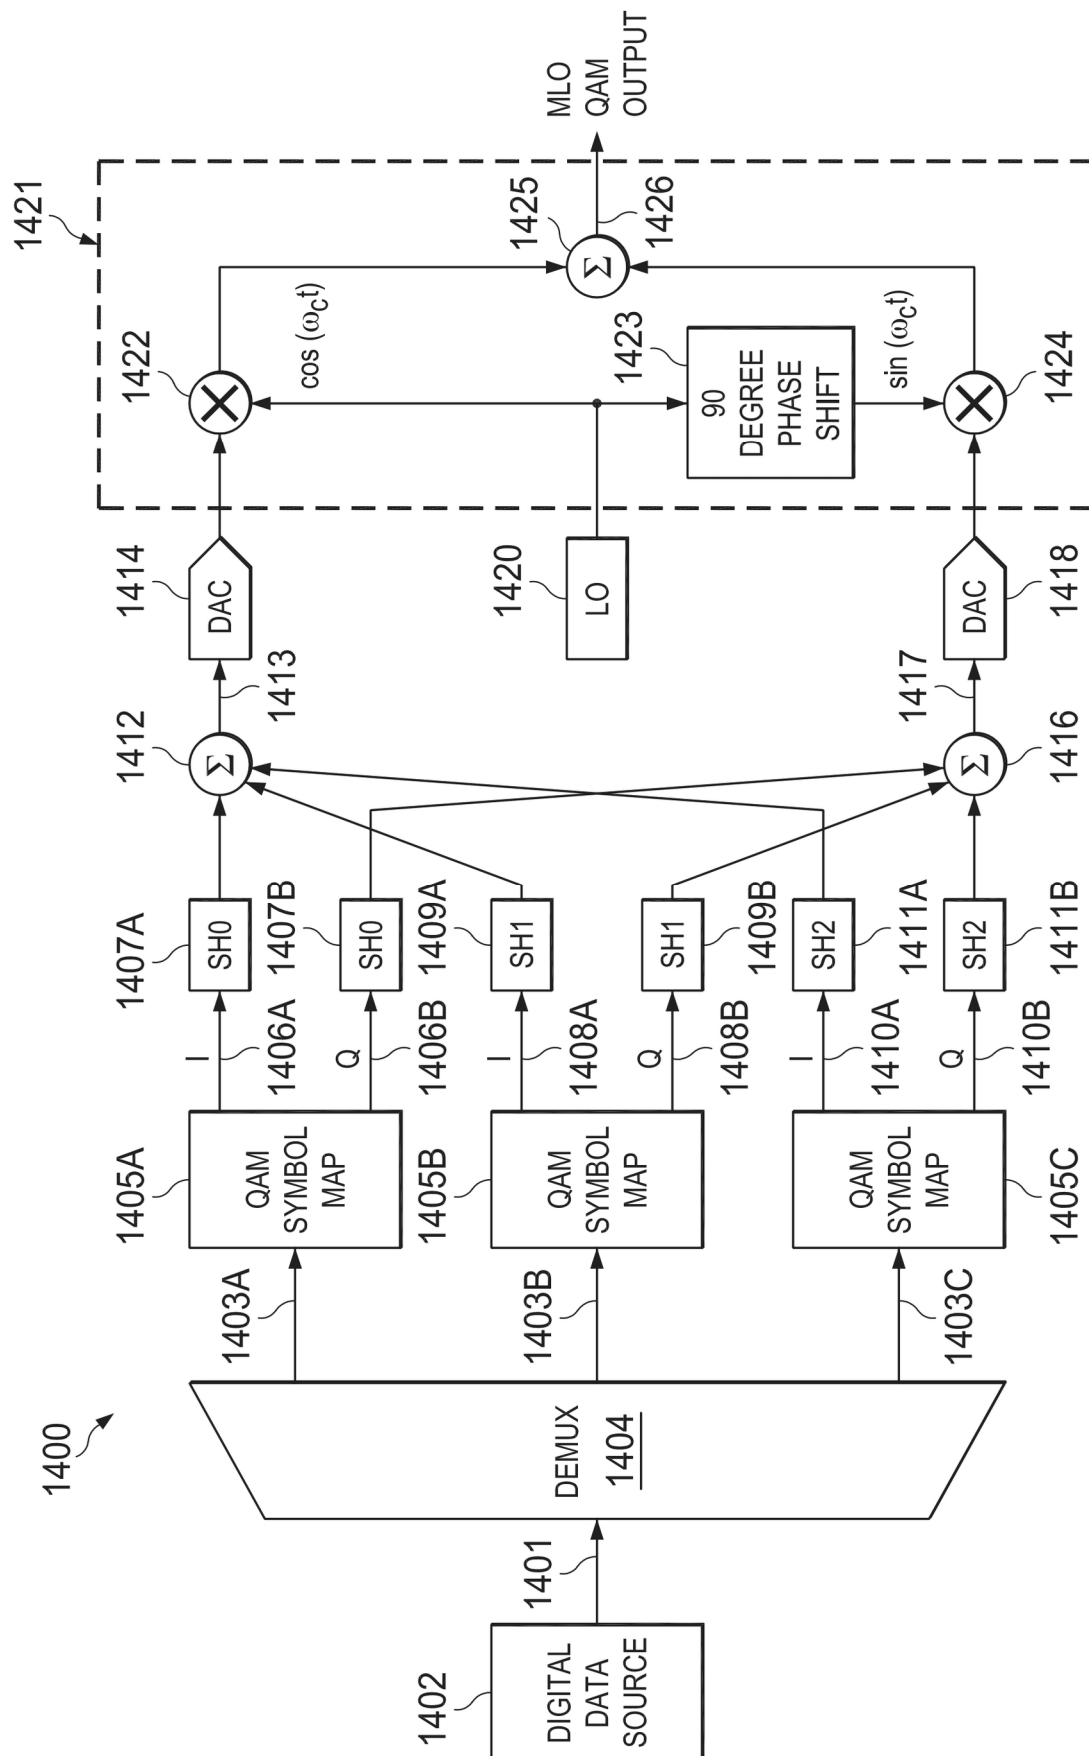 1400
1402
DIGITAL
DATA
SOURCE
1401
DEMUX
1404
1403A
1403B
1403C
1405A
QAM
SYMBOL
MAP
1405B
QAM
SYMBOL
MAP
1405C
QAM
SYMBOL
MAP
I
1406A
Q
1406B
I
1408A
Q
1408B
I
1410A
Q
1410B
1407A
SH0
1407B
SH0
1409A
SH1
1409B
SH1
1411A
SH2
1411B
SH2
1412
Σ
1413
1416
Σ
1417
1414
DAC
1420
LO
1418
DAC
1421
1422
cos (ωCt)
1423
90
DEGREE
PHASE
SHIFT
sin (ωCt)
1424
1425
Σ
1426
MLO
QAM
OUTPUT